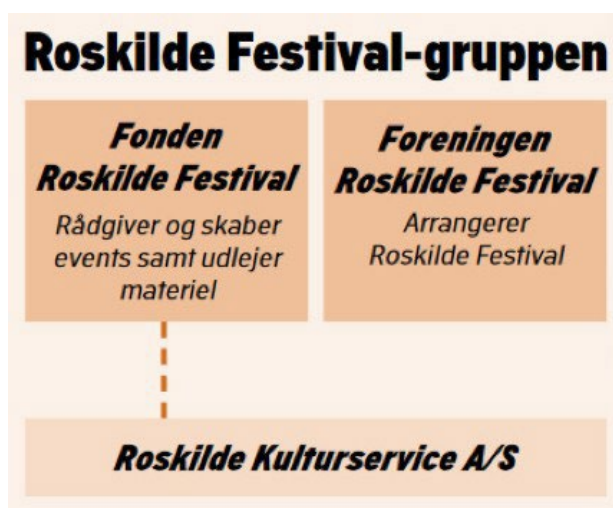 Roskilde Festival-gruppen
Fonden
Roskilde Festival
Rådgiver og skaber
events samt udlejer
materiel
Foreningen
Roskilde Festival
Arrangerer
Roskilde Festival
Roskilde Kulturservice A/S